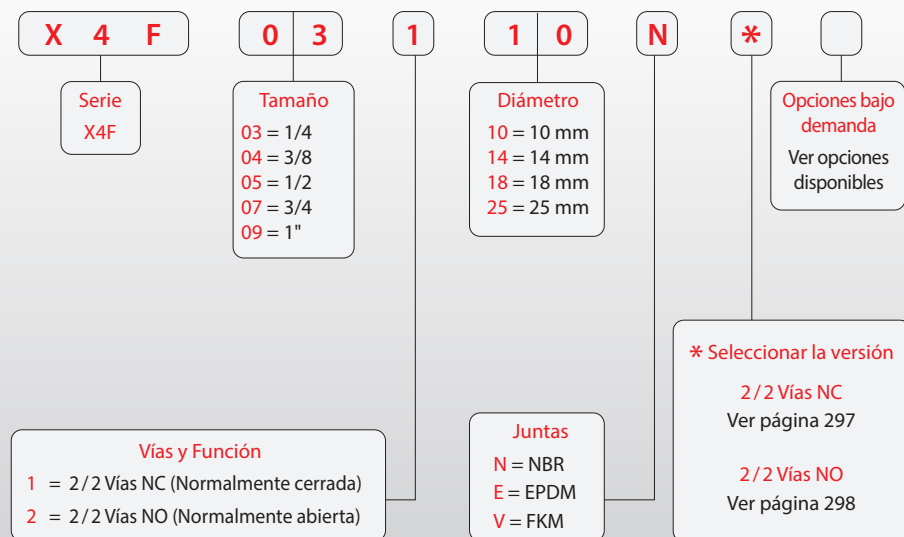 X 4 F 0 3 1 1 0 N *
Serie
X4F
Tamaño
03 = 1/4
04 = 3/8
05 = 1/2
07 = 3/4
09 = 1"
Diámetro
10 = 10 mm
14 = 14 mm
18 = 18 mm
25 = 25 mm
Opciones bajo
demanda
Ver opciones
disponibles
Vías y Función
1 = 2/2 Vías NC (Normalmente cerrada)
2 = 2/2 Vías NO (Normalmente abierta)
Juntas
N = NBR
E = EPDM
V = FKM
* Seleccionar la versión
2/2 Vías NC
Ver página 297
2/2 Vías NO
Ver página 298